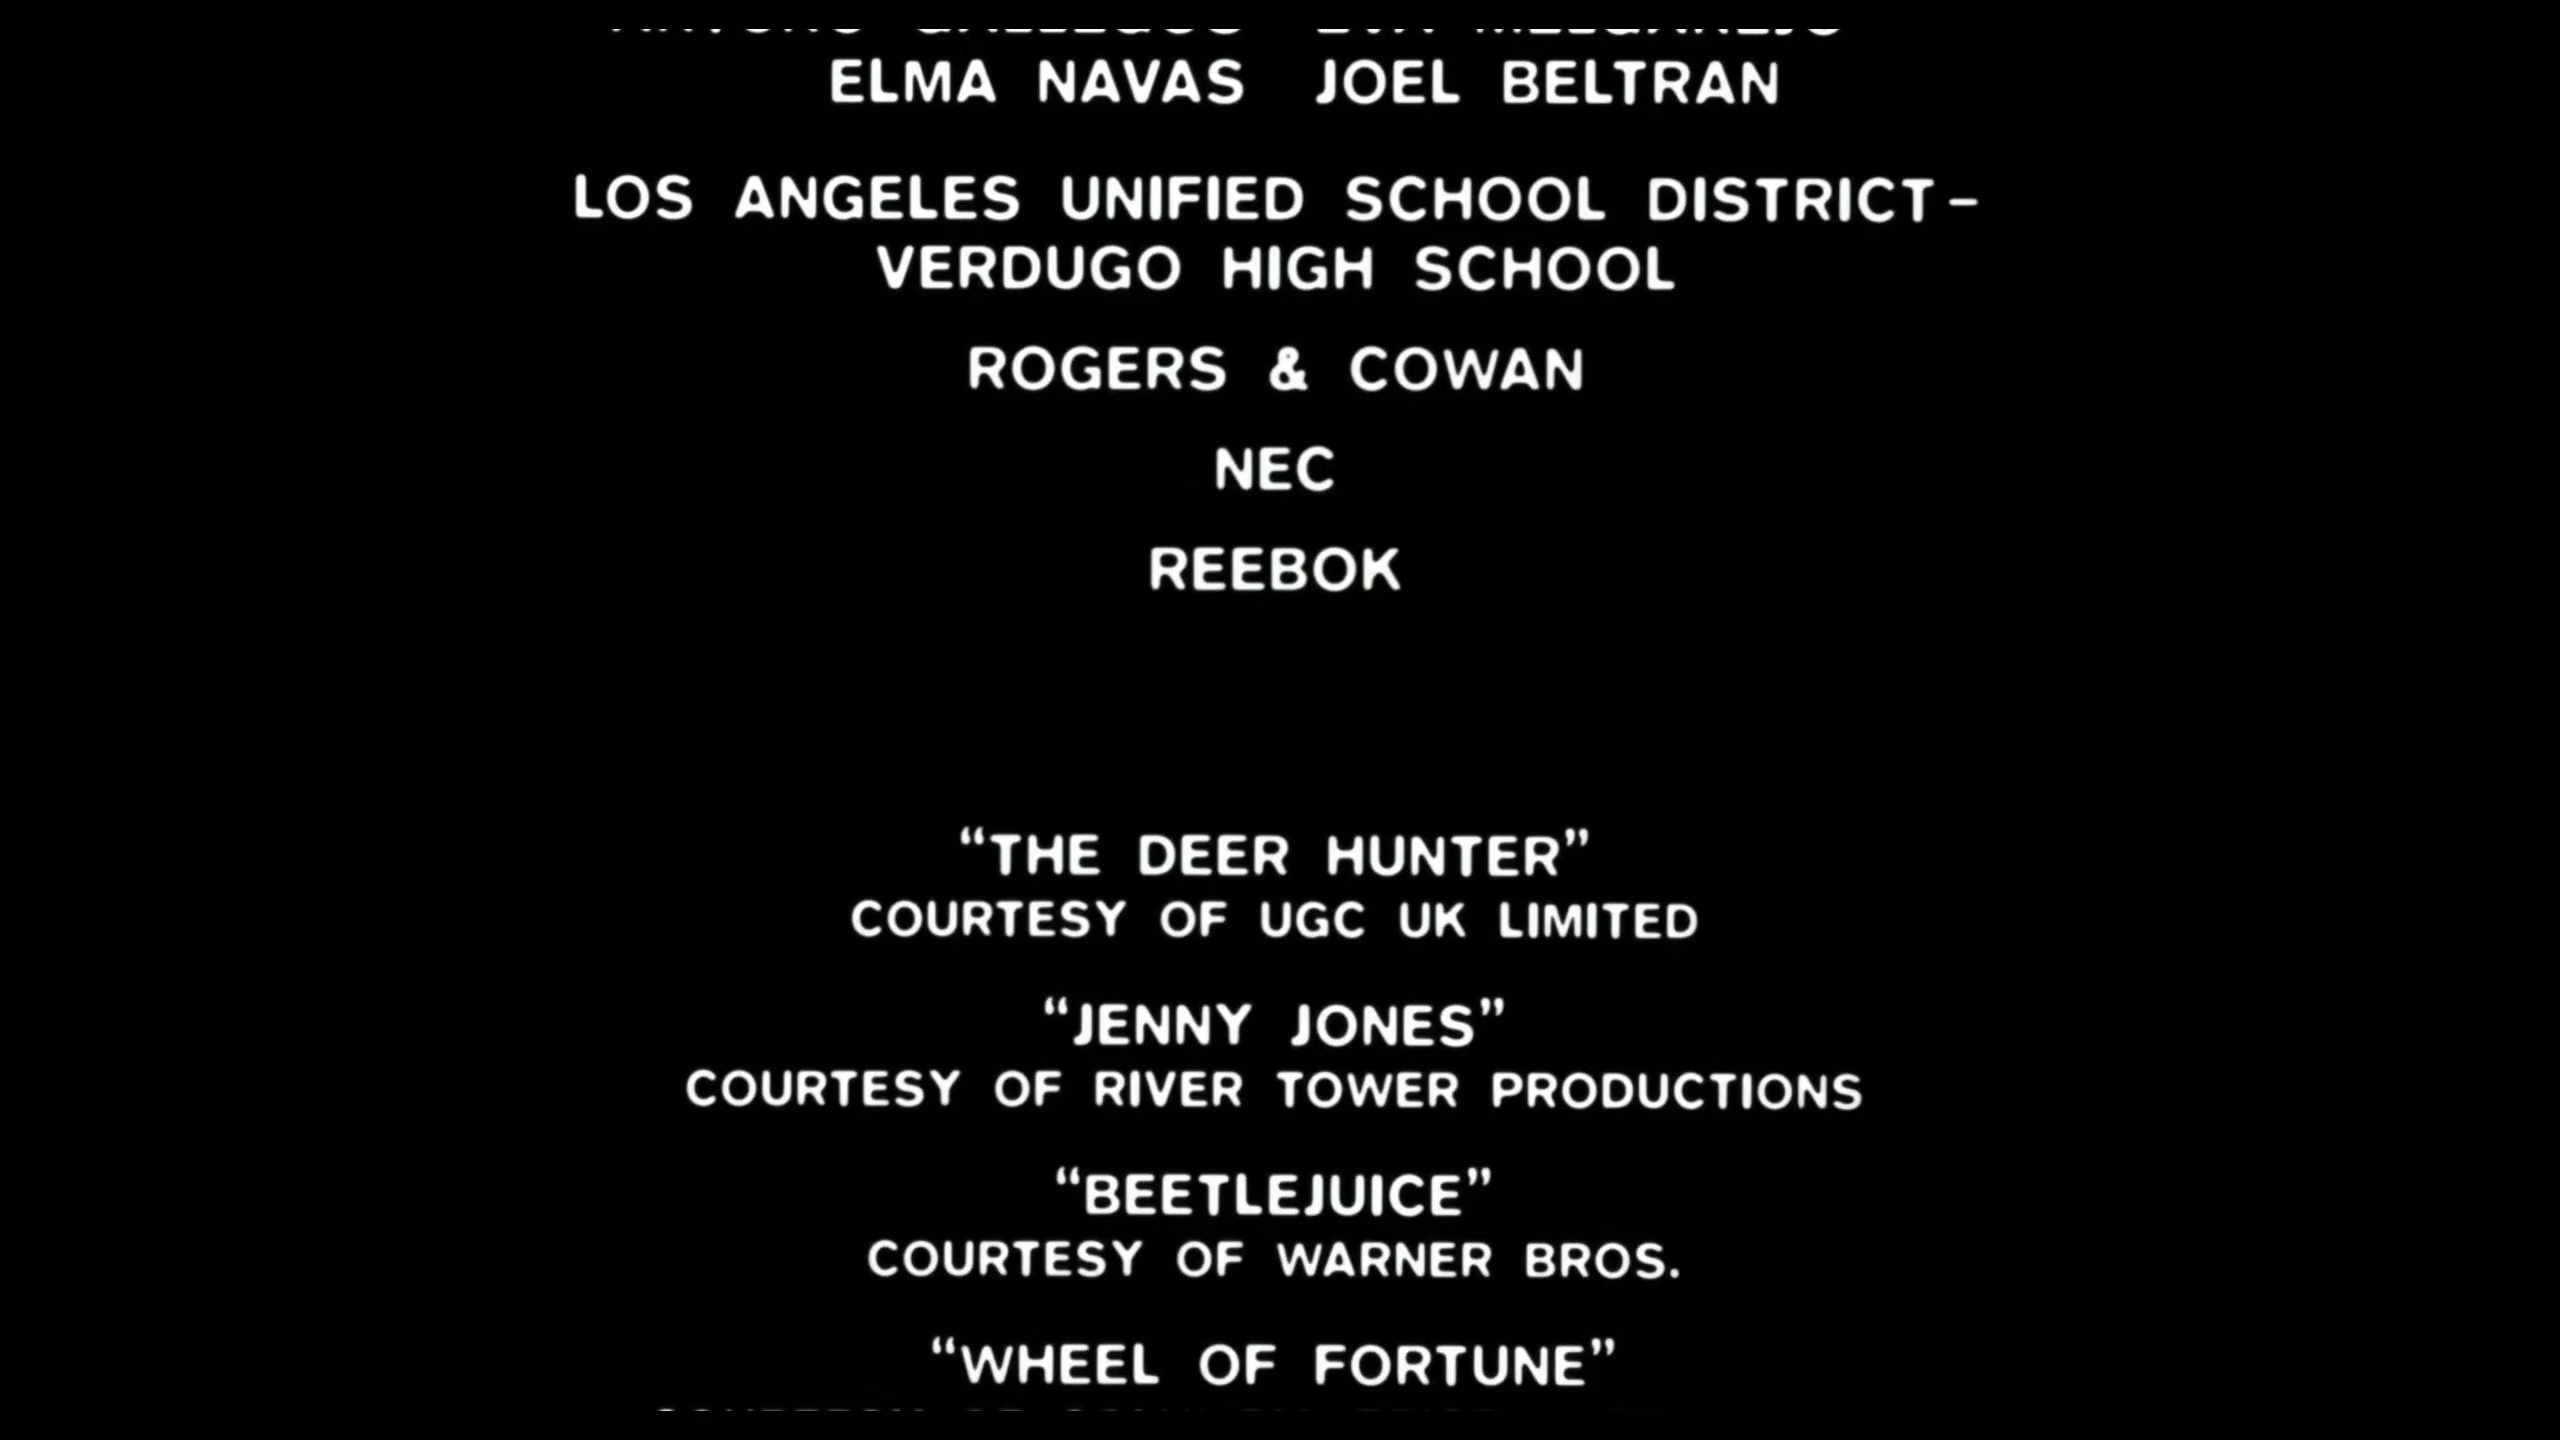 ELMA NAVAS JOEL BELTRAN
LOS ANGELES UNIFIED SCHOOL DISTRICT –
VERDUGO HIGH SCHOOL
ROGERS & COWAN
NEC
REEBOK
“THE DEER HUNTER”
COURTESY OF UGC UK LIMITED
“JENNY JONES”
COURTESY OF RIVER TOWER PRODUCTIONS
“BEETLEJUICE”
COURTESY OF WARNER BROS.
“WHEEL OF FORTUNE”